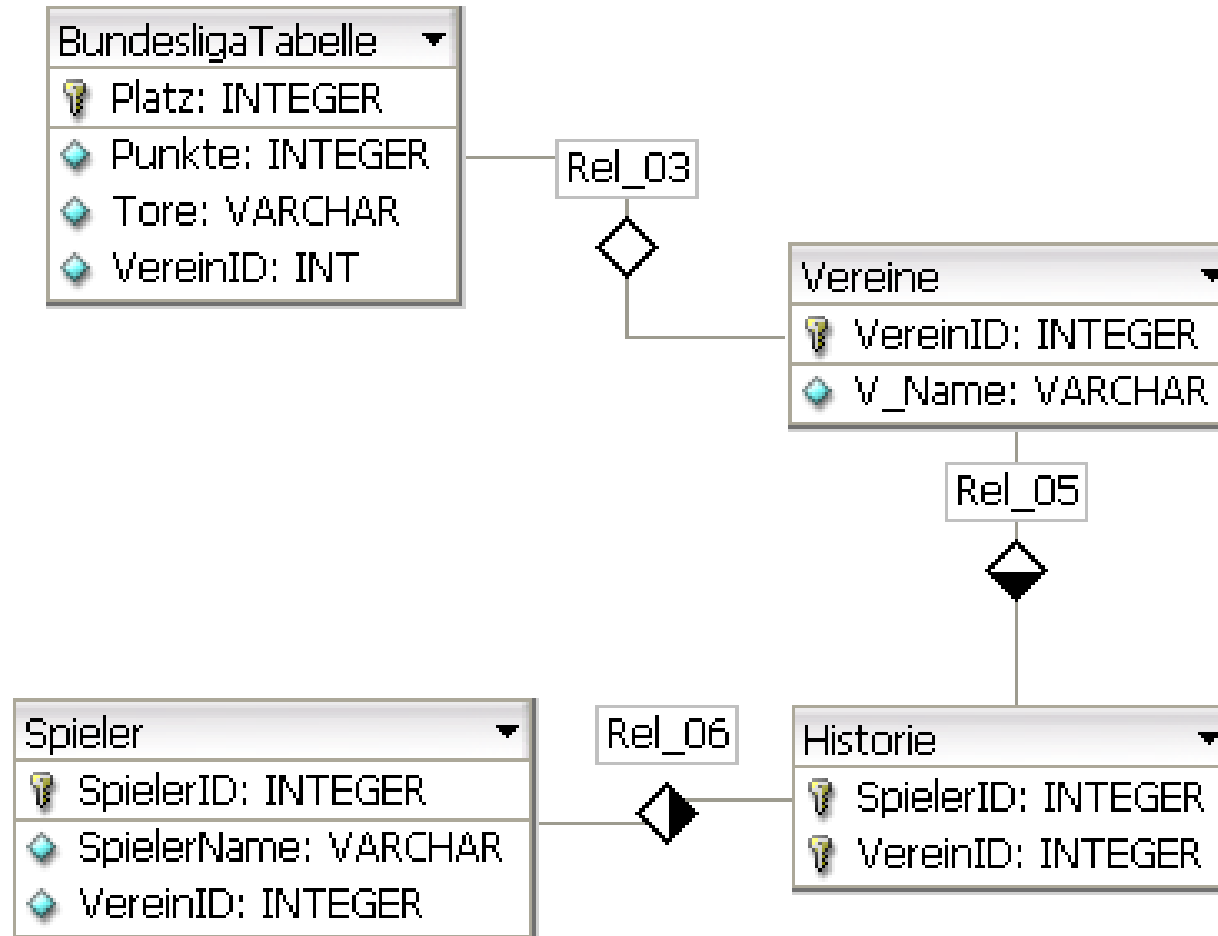 BundesligaTabelle
Platz: INTEGER
Punkte: INTEGER
Tore: VARCHAR
VereinID: INT
Rel_03
Vereine
VereinID: INTEGER
V_Name: VARCHAR
Rel_05
Spieler
SpielerID: INTEGER
SpielerName: VARCHAR
VereinID: INTEGER
Rel_06
Historie
SpielerID: INTEGER
VereinID: INTEGER